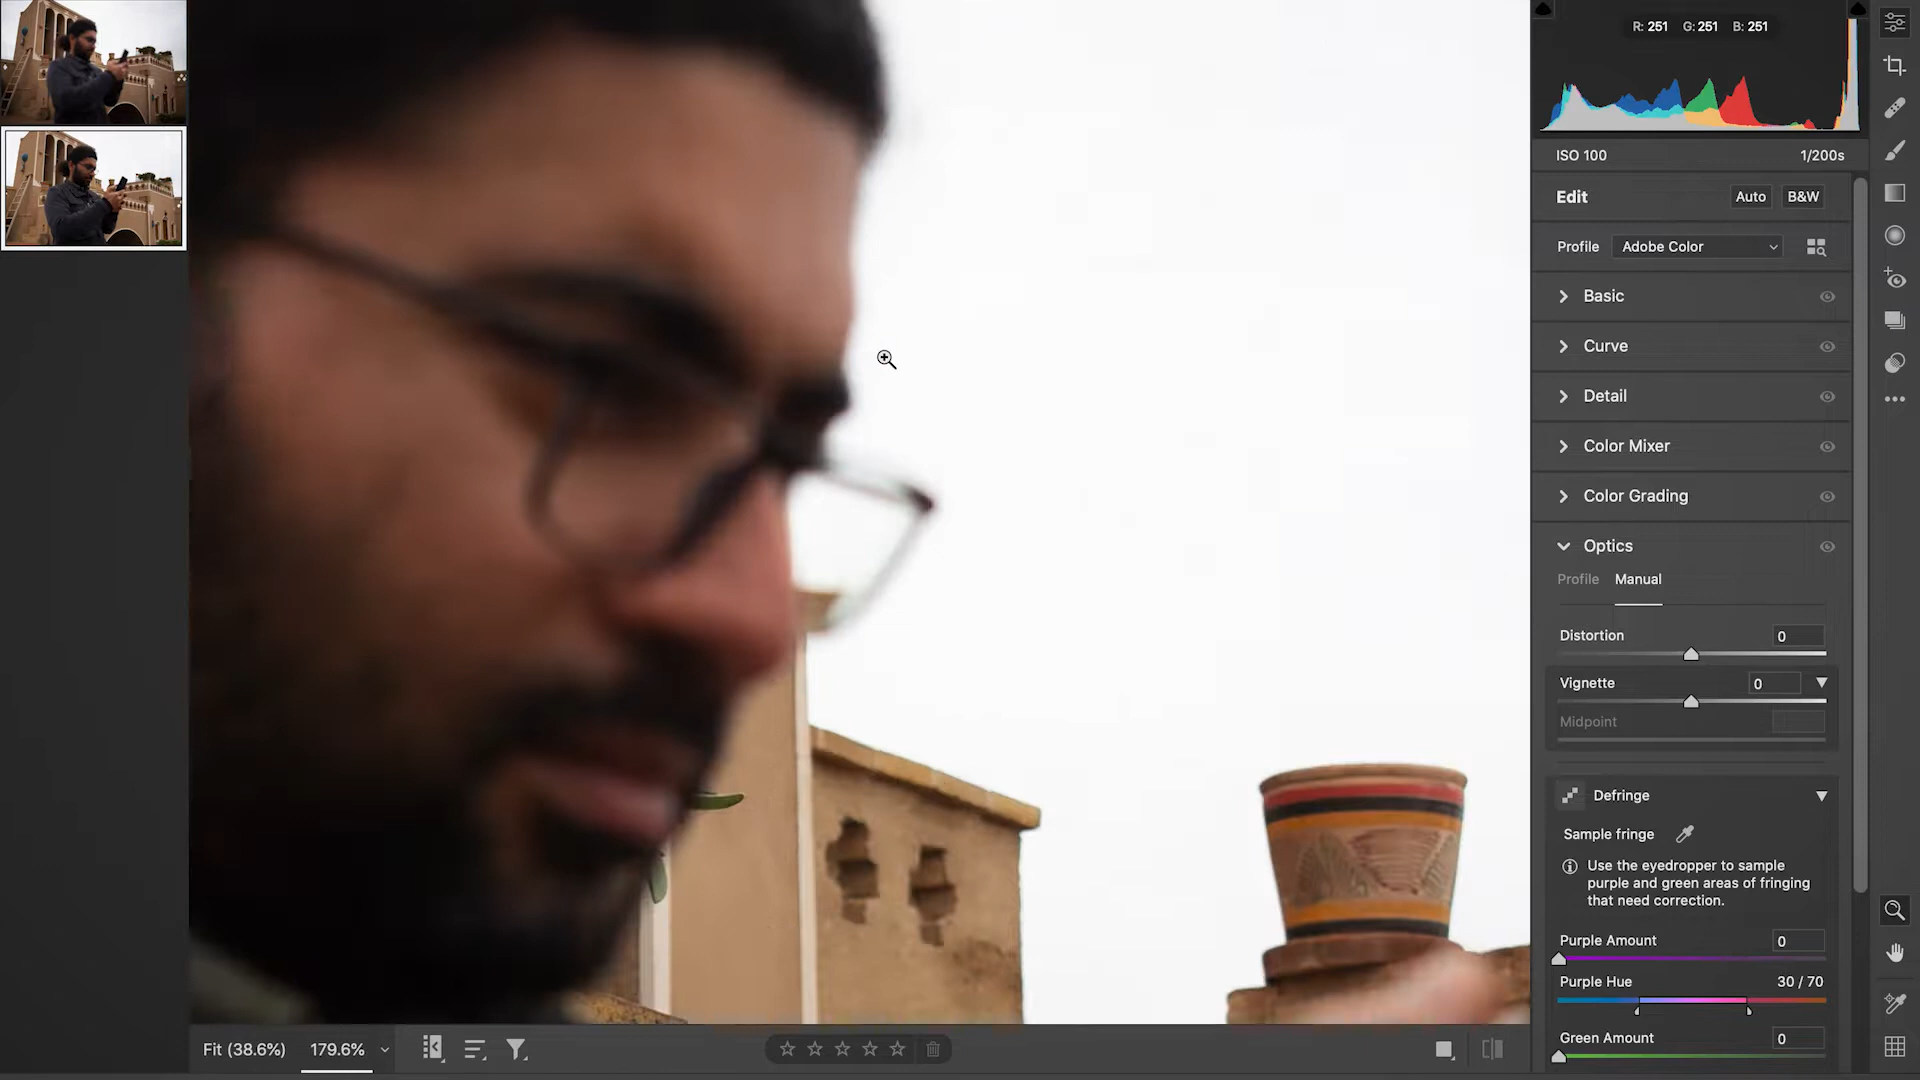 R: 251 G: 251 B: 251
ISO 100 1/200s
Edit Auto B&W
Profile Adobe Color
Basic
Curve
Detail
Color Mixer
Color Grading
Optics
Profile Manual
Distortion 0
Vignette 0
Midpoint
Defringe
Sample fringe
Use the eyedropper to sample
purple and green areas of fringing
that need correction.
Purple Amount 0
Purple Hue 30 / 70
Green Amount 0
Fit (38.6%) 179.6%